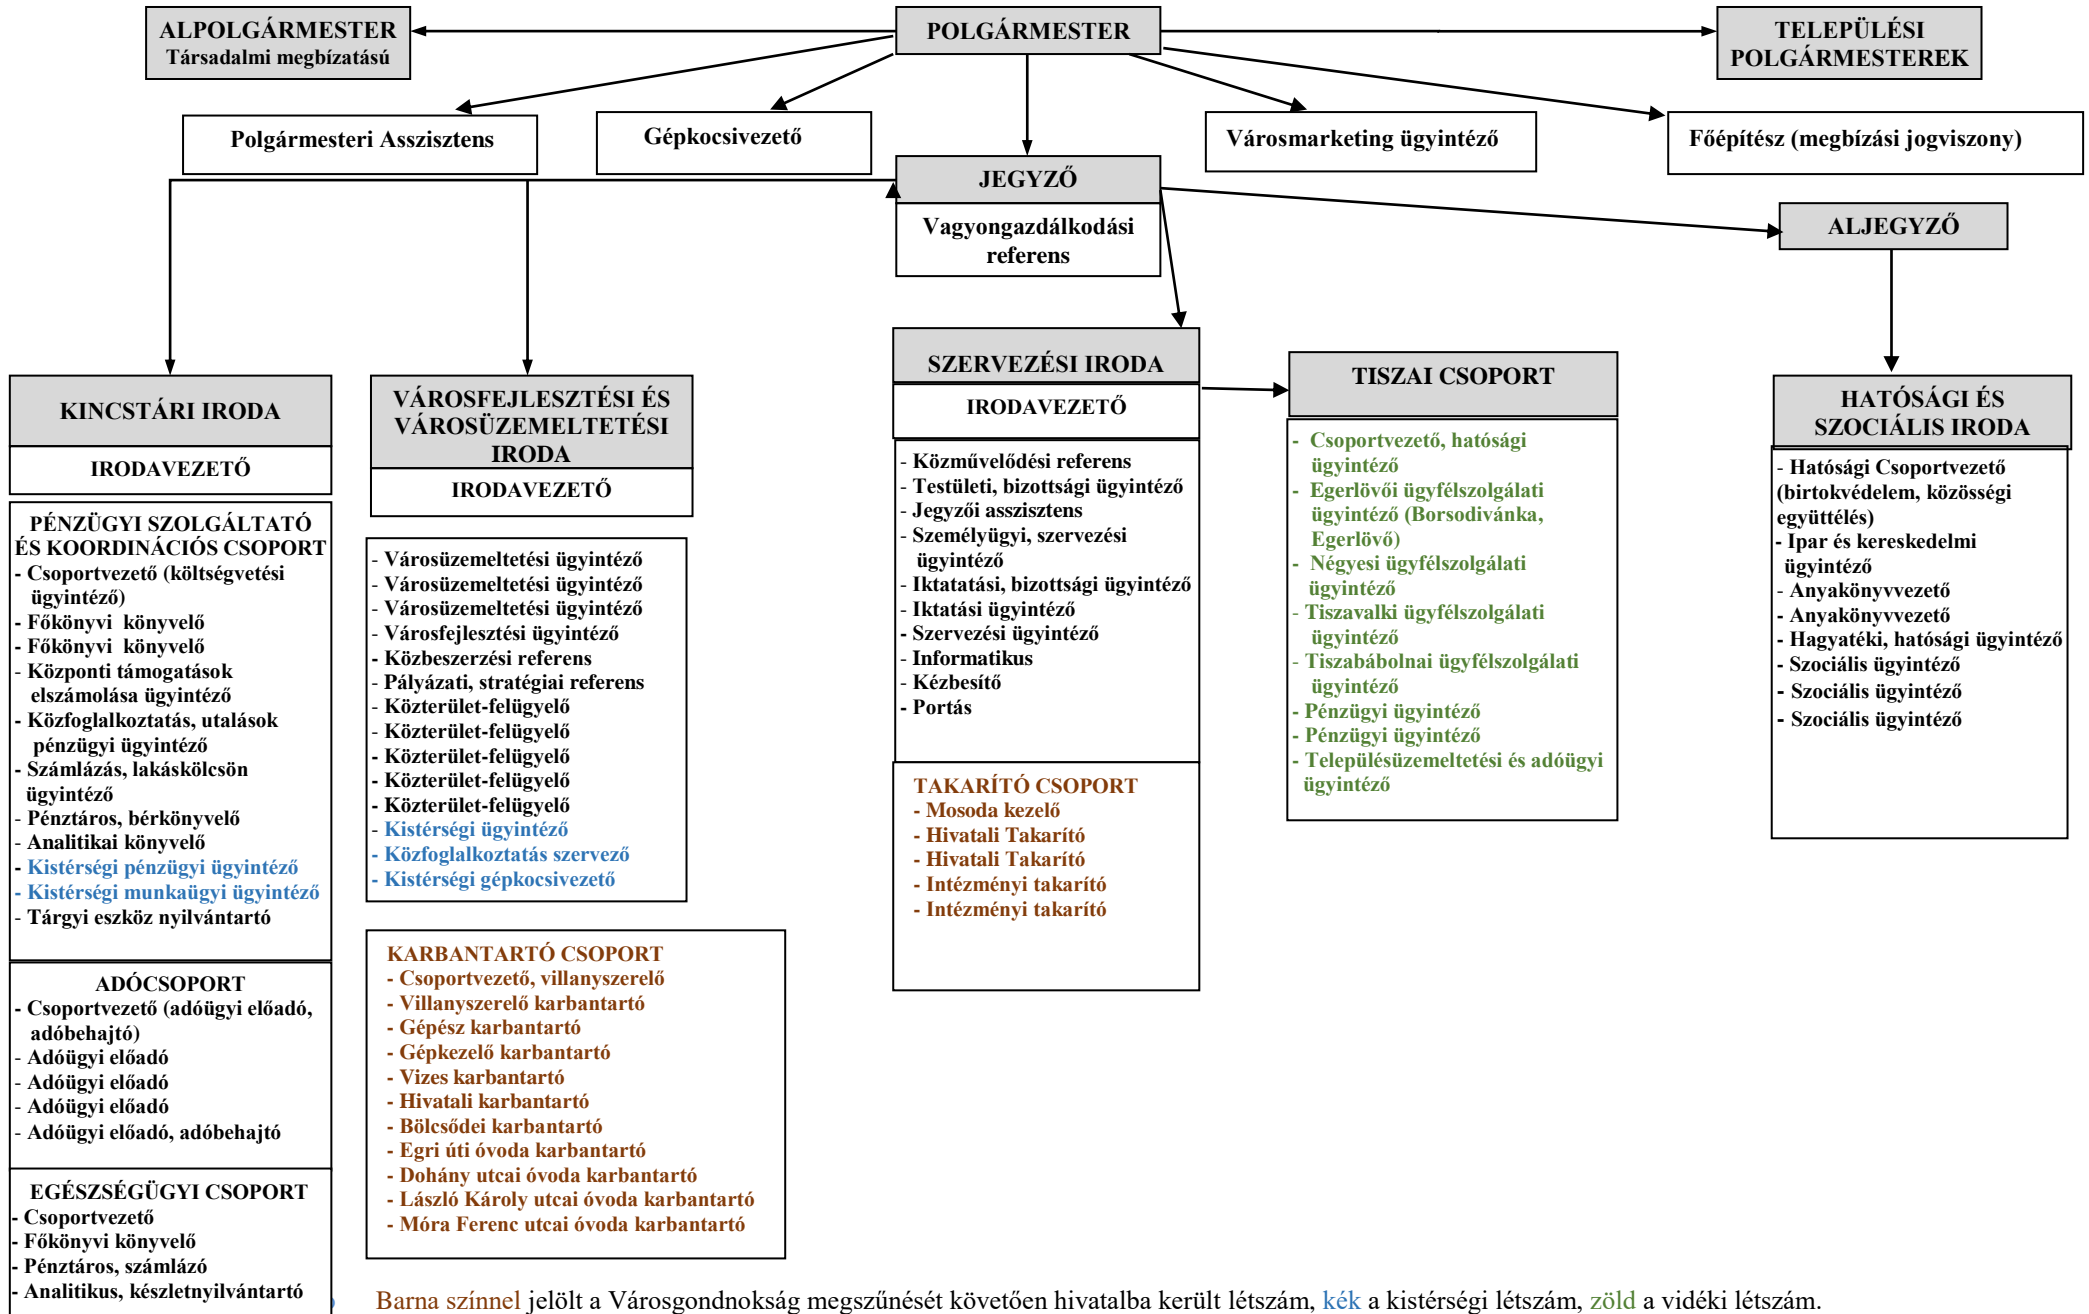 ALPOLGÁRMESTER
Társadalmi megbízatású
POLGÁRMESTER
TELEPÜLÉSI
POLGÁRMESTEREK
Polgármesteri Asszisztens
Gépkocsivezető
Városmarketing ügyintéző
Főépítész (megbízási jogviszony)
JEGYZŐ
Vagyongazdálkodási
referens
ALJEGYZŐ
KINCSTÁRI IRODA
IRODAVEZETŐ
PÉNZÜGYI SZOLGÁLTATÓ
ÉS KOORDINÁCIÓS CSOPORT
- Csoportvezető (költségvetési
ügyintéző)
- Főkönyvi könyvelő
- Főkönyvi könyvelő
- Központi támogatások
elszámolása ügyintéző
- Közfoglalkoztatás, utalások
pénzügyi ügyintéző
- Számlázás, lakáskölcsön
ügyintéző
- Pénztáros, bérkönyvelő
- Analitikai könyvelő
- Kistérségi pénzügyi ügyintéző
- Kistérségi munkaügyi ügyintéző
- Tárgyi eszköz nyilvántartó
ADÓCSOPORT
- Csoportvezető (adóügyi előadó,
adóbehajtó)
- Adóügyi előadó
- Adóügyi előadó
- Adóügyi előadó
- Adóügyi előadó, adóbehajtó
EGÉSZSÉGÜGYI CSOPORT
- Csoportvezető
- Főkönyvi könyvelő
- Pénztáros, számlázó
- Analitikus, készletnyilvántartó
VÁROSFEJLESZTÉSI ÉS
VÁROSÜZEMELTETÉSI
IRODA
IRODAVEZETŐ
- Városüzemeltetési ügyintéző
- Városüzemeltetési ügyintéző
- Városüzemeltetési ügyintéző
- Városfejlesztési ügyintéző
- Közbeszerzési referens
- Pályázati, stratégiai referens
- Közterület-felügyelő
- Közterület-felügyelő
- Közterület-felügyelő
- Közterület-felügyelő
- Közterület-felügyelő
- Kistérségi ügyintéző
- Közfoglalkoztatás szervező
- Kistérségi gépkocsivezető
KARBANTARTÓ CSOPORT
- Csoportvezető, villanyszerelő
- Villanyszerelő karbantartó
- Gépész karbantartó
- Gépkezelő karbantartó
- Vizes karbantartó
- Hivatali karbantartó
- Bölcsődei karbantartó
- Egri úti óvoda karbantartó
- Dohány utcai óvoda karbantartó
- László Károly utcai óvoda karbantartó
- Móra Ferenc utcai óvoda karbantartó
SZERVEZÉSI IRODA
IRODAVEZETŐ
- Közművelődési referens
- Testületi, bizottsági ügyintéző
- Jegyzői asszisztens
- Személyügyi, szervezési
ügyintéző
- Iktatatási, bizottsági ügyintéző
- Iktatási ügyintéző
- Szervezési ügyintéző
- Informatikus
- Kézbesítő
- Portás
TAKARÍTÓ CSOPORT
- Mosoda kezelő
- Hivatali Takarító
- Hivatali Takarító
- Intézményi takarító
- Intézményi takarító
TISZAI CSOPORT
- Csoportvezető, hatósági
ügyintéző
- Egerlövői ügyfélszolgálati
ügyintéző (Borsodivánka,
Egerlövő)
- Négyesi ügyfélszolgálati
ügyintéző
- Tiszavalki ügyfélszolgálati
ügyintéző
- Tiszabábolnai ügyfélszolgálati
ügyintéző
- Pénzügyi ügyintéző
- Pénzügyi ügyintéző
- Településüzemeltetési és adóügyi
ügyintéző
HATÓSÁGI ÉS
SZOCIÁLIS IRODA
- Hatósági Csoportvezető
(birtokvédelem, közösségi
együttélés)
- Ipar és kereskedelmi
ügyintéző
- Anyakönyvvezető
- Anyakönyvvezető
- Hagyatéki, hatósági ügyintéző
- Szociális ügyintéző
- Szociális ügyintéző
- Szociális ügyintéző
Barna színnel jelölt a Városgondnokság megszűnését követően hivatalba került létszám, kék a kistérségi létszám, zöld a vidéki létszám.